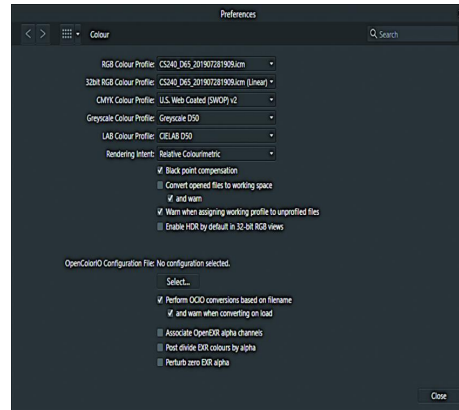 Preferences
Colour
Search
RGB Colour Profile: CS240_D65_201907281909.icm
32bit RGB Colour Profile: CS240_D65_201907281909.icm (Linear)
CMYK Colour Profile: U.S. Web Coated (SWOP) v2
Greyscale Colour Profile: Greyscale D50
LAB Colour Profile: CIELAB D50
Rendering Intent: Relative Colourimetric
Black point compensation
Convert opened files to working space
and warn
Warn when assigning working profile to unprofiled files
Enable HDR by default in 32-bit RGB views
OpenColorIO Configuration File: No configuration selected.
Select...
Perform OCIO conversions based on filename
and warn when converting on load
Associate OpenEXR alpha channels
Post divide EXR colours by alpha
Perturb zero EXR alpha
Close